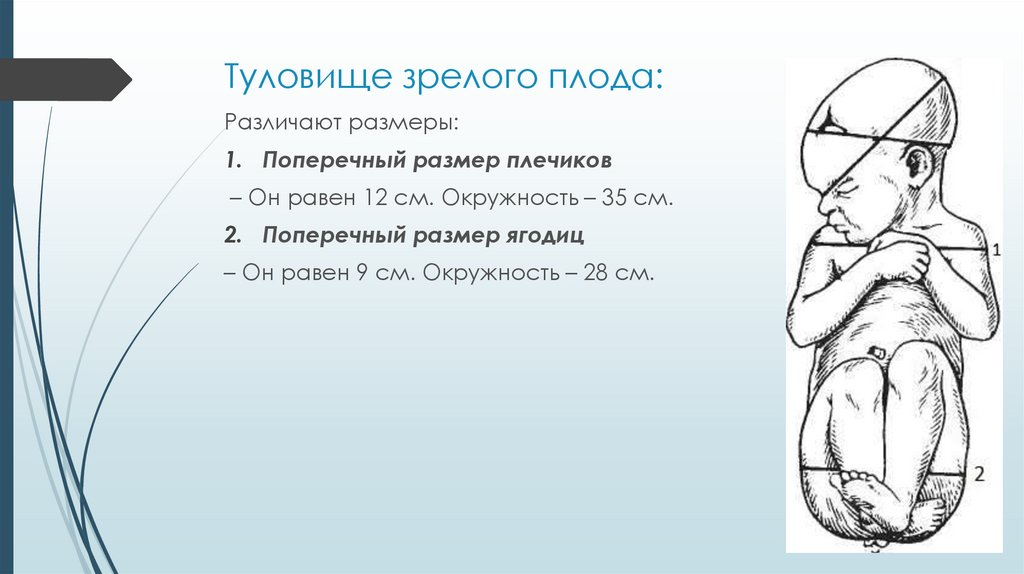 Туловище зрелого плода:
Различают размеры:
1. Поперечный размер плечиков
– Он равен 12 см. Окружность – 35 см.
2. Поперечный размер ягодиц
– Он равен 9 см. Окружность – 28 см.
1
2